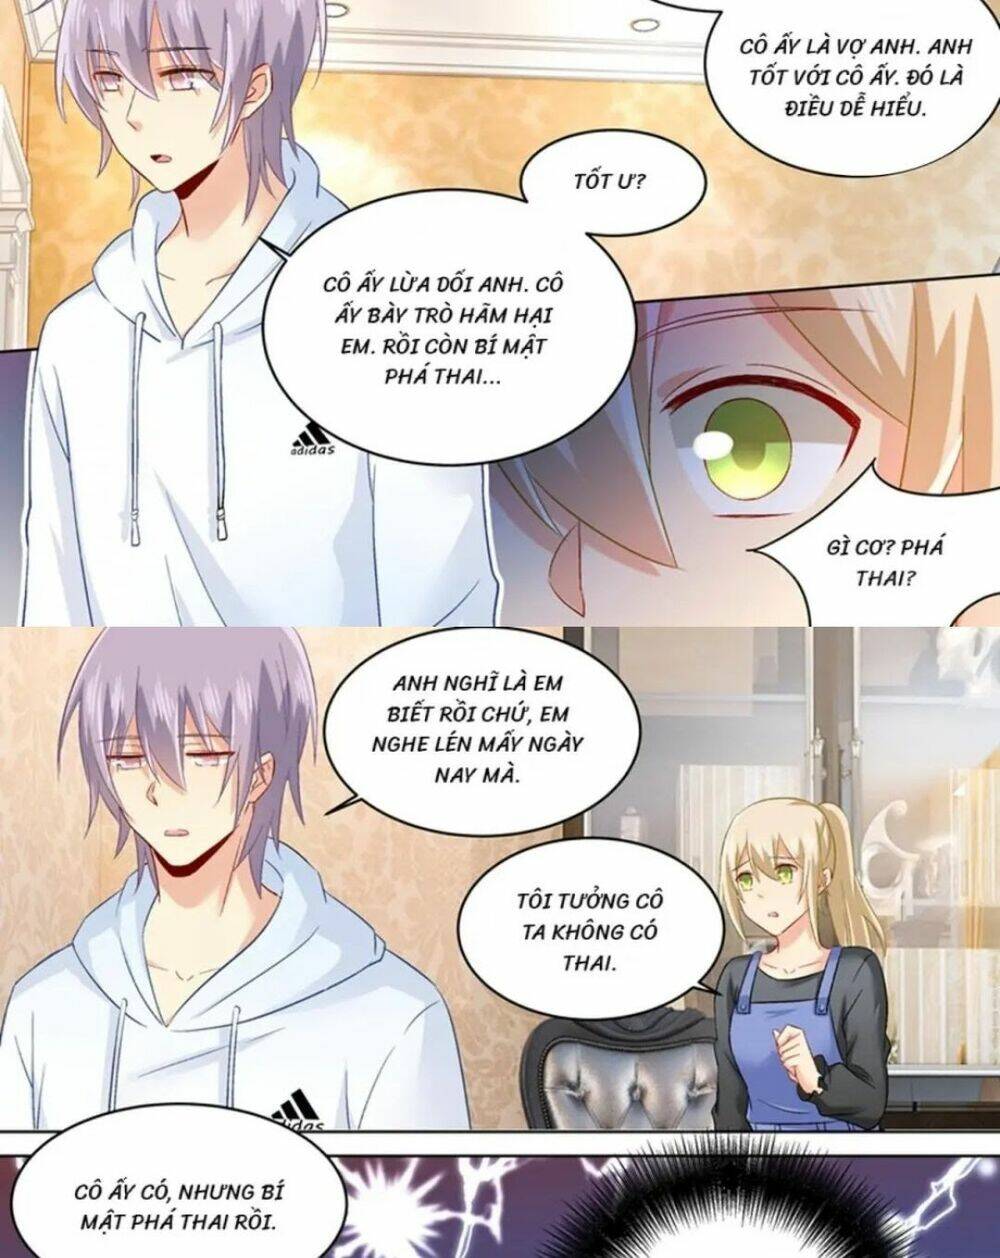 CÔ ẤY LÀ VỢ ANH. ANH
TỐT VỚI CÔ ẤY. ĐÓ LÀ
ĐIỀU DỄ HIỂU.
TỐT Ư?
CÔ ẤY LỪA DỐI ANH. CÔ
ẤY BÀY TRÒ HÃM HẠI
EM. RỒI CÒN BÍ MẬT
PHÁ THAI...
adidas
GÌ CƠ? PHÁ
THAI?
ANH NGHĨ LÀ EM
BIẾT RỒI CHỨ, EM
NGHE LÉN MẤY NGÀY
NAY MÀ.
TÔI TƯỞNG CÔ
TA KHÔNG CÓ
THAI.
adidas
CÔ ẤY CÓ, NHƯNG BÍ
MẬT PHÁ THAI RỒI.